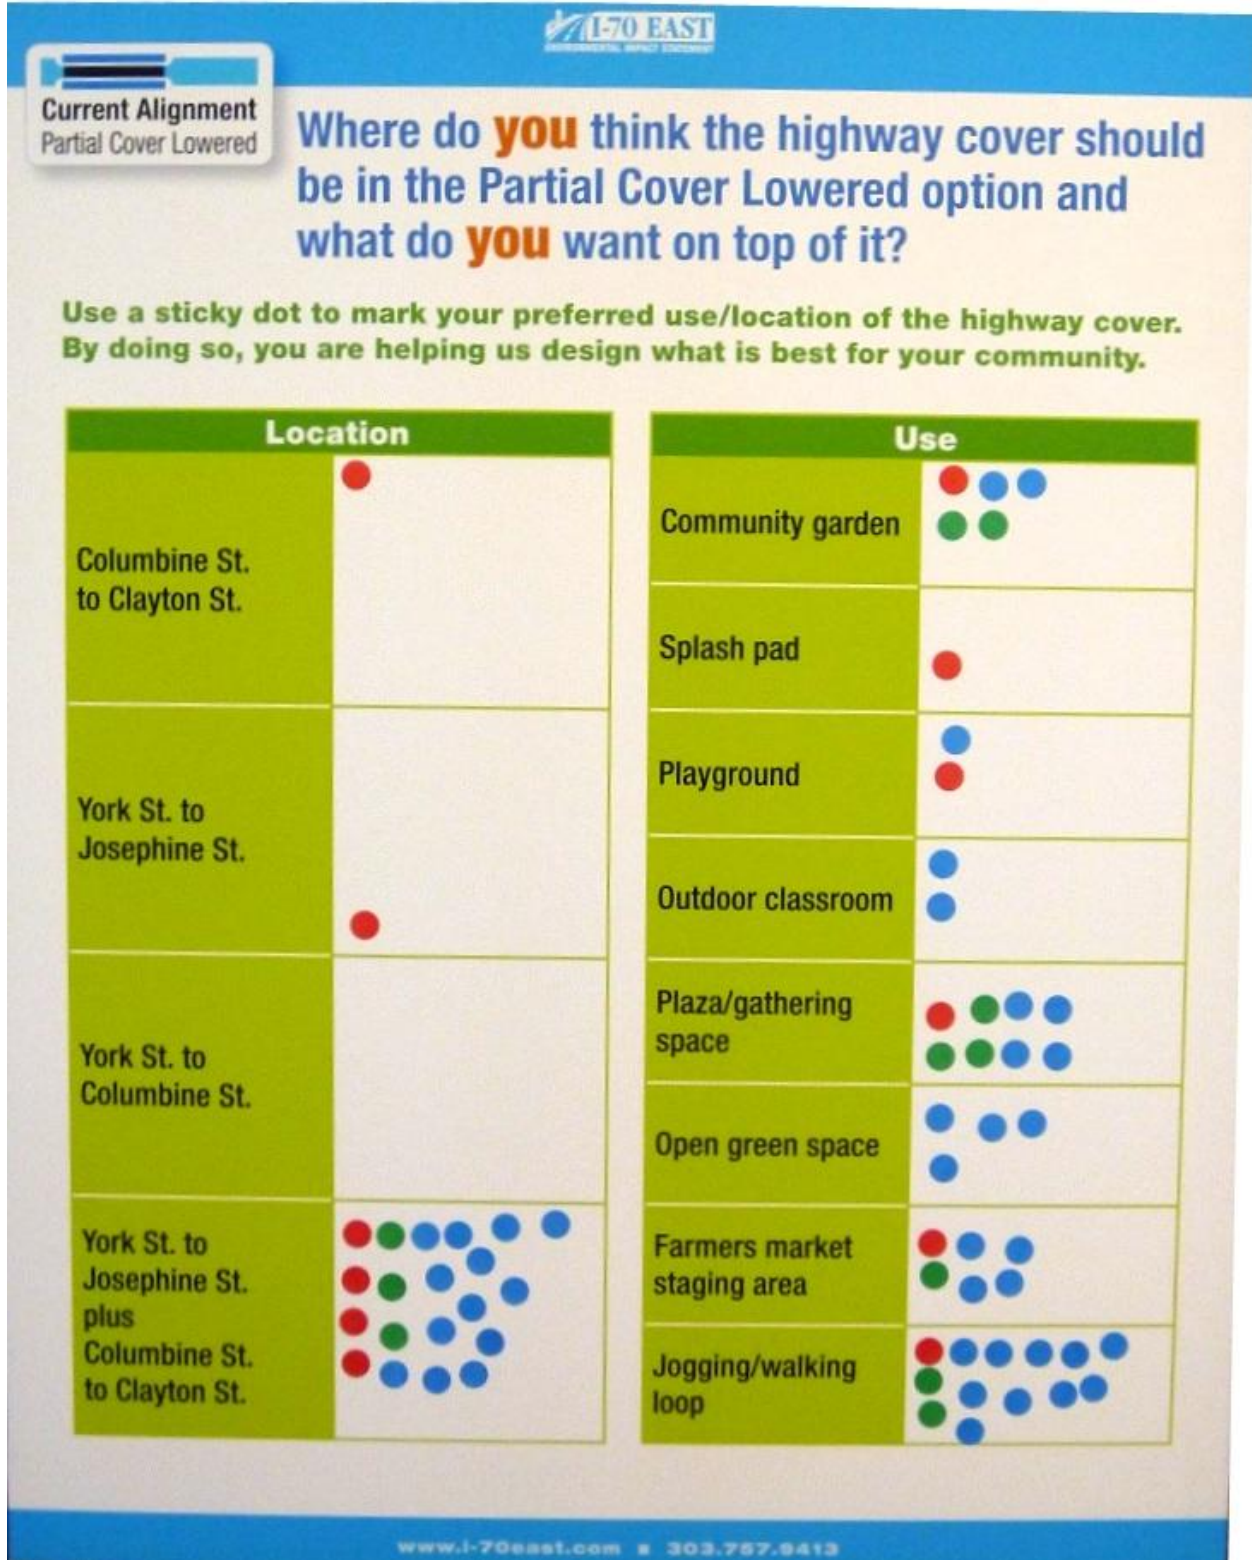 I-70 EAST
ENVIRONMENTAL IMPACT STATEMENT
Current Alignment
Partial Cover Lowered
Where do you think the highway cover should
be in the Partial Cover Lowered option and
what do you want on top of it?
Use a sticky dot to mark your preferred use/location of the highway cover.
By doing so, you are helping us design what is best for your community.
Location
Columbine St.
to Clayton St.
York St. to
Josephine St.
York St. to
Columbine St.
York St. to
Josephine St.
plus
Columbine St.
to Clayton St.
Use
Community garden
Splash pad
Playground
Outdoor classroom
Plaza/gathering
space
Open green space
Farmers market
staging area
Jogging/walking
loop
www.i-70east.com ■ 303.757.9413